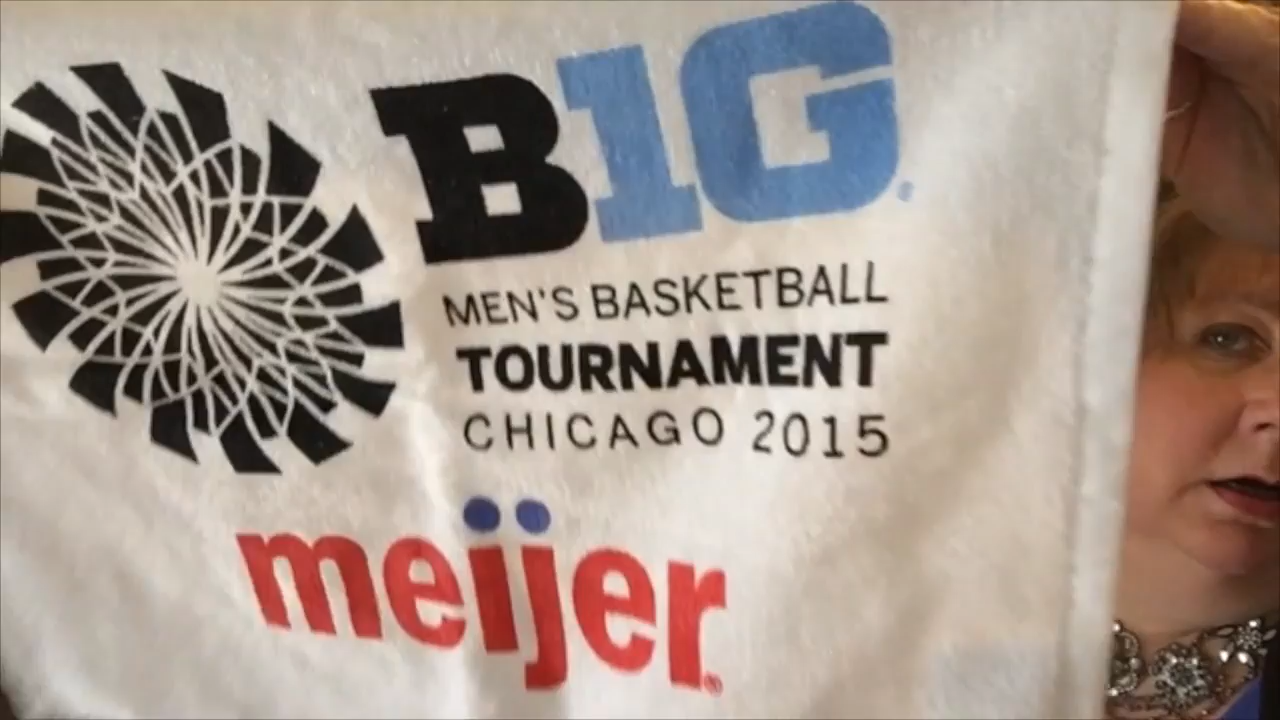 B1G®
MEN'S BASKETBALL
TOURNAMENT
CHICAGO 2015
meijer®